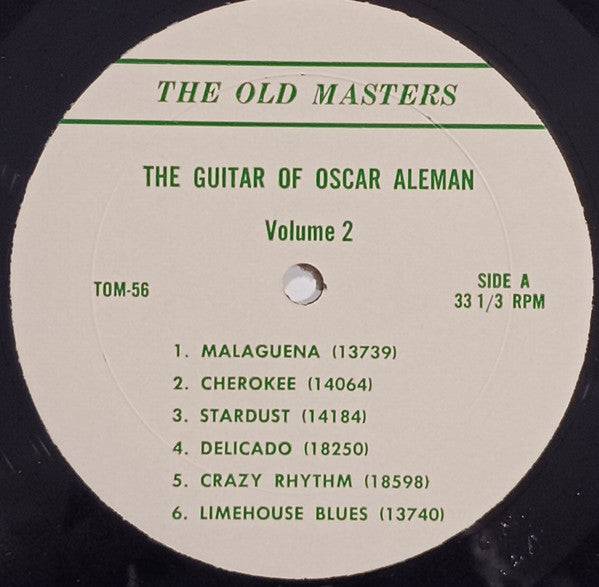 THE OLD MASTERS
THE GUITAR OF OSCAR ALEMAN
Volume 2
TOM-56
SIDE A
33 1/3 RPM
1. MALAGUENA (13739)
2. CHEROKEE (14064)
3. STARDUST (14184)
4. DELICADO (18250)
5. CRAZY RHYTHM (18598)
6. LIMEHOUSE BLUES (13740)